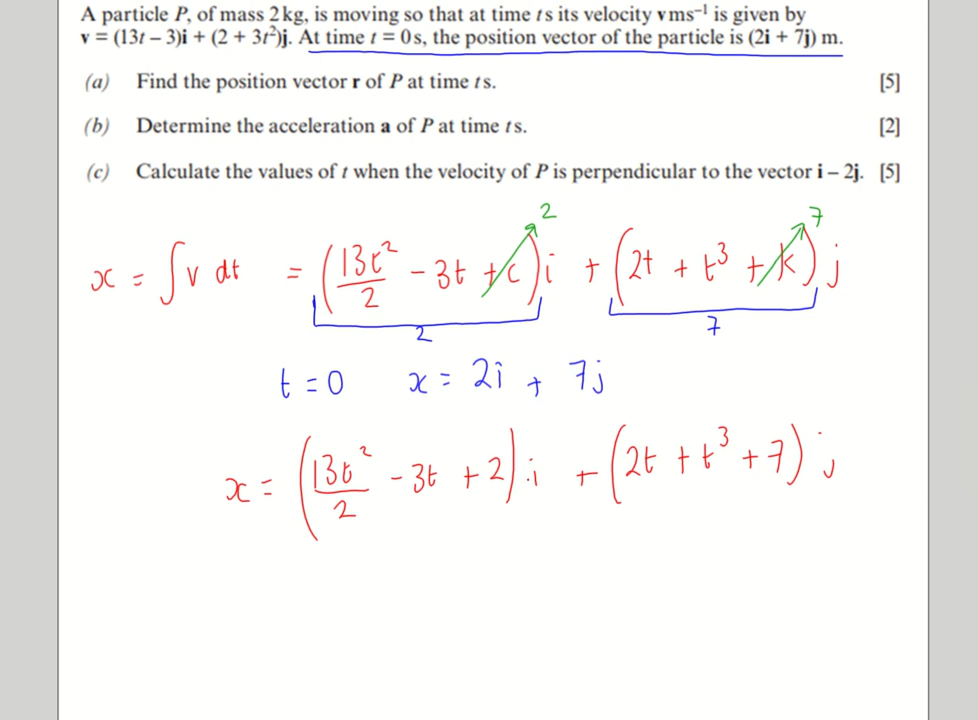 A particle P, of mass 2 kg, is moving so that at time t s its velocity v ms⁻¹ is given by
v = (13t – 3)i + (2 + 3t²)j. At time t = 0 s, the position vector of the particle is (2i + 7j) m.
(a) Find the position vector r of P at time t s. [5]
(b) Determine the acceleration a of P at time t s. [2]
(c) Calculate the values of t when the velocity of P is perpendicular to the vector i – 2j. [5]
2 7
x = ∫v dt = (13t²/2 - 3t + c)i + (2t + t³ + k)j
2 7
t = 0 x = 2i + 7j
x = (13t²/2 - 3t + 2)i + (2t + t³ + 7)j